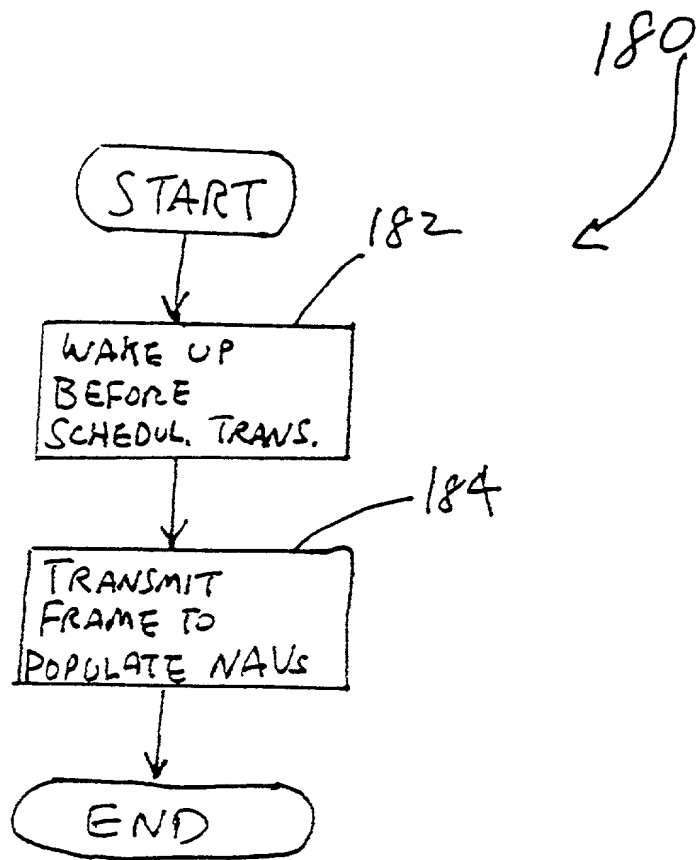 180
START
182
WAKE UP
BEFORE
SCHEDUL. TRANS.
184
TRANSMIT
FRAME TO
POPULATE NAVs
END